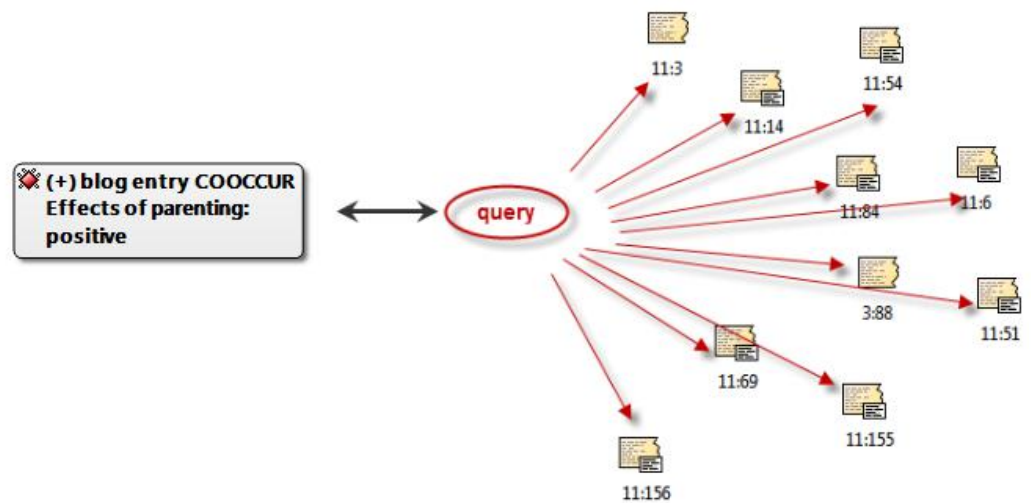 (+) blog entry COOCCUR
Effects of parenting:
positive
query
11:3
11:14
11:54
11:84
11:6
3:88
11:51
11:69
11:155
11:156